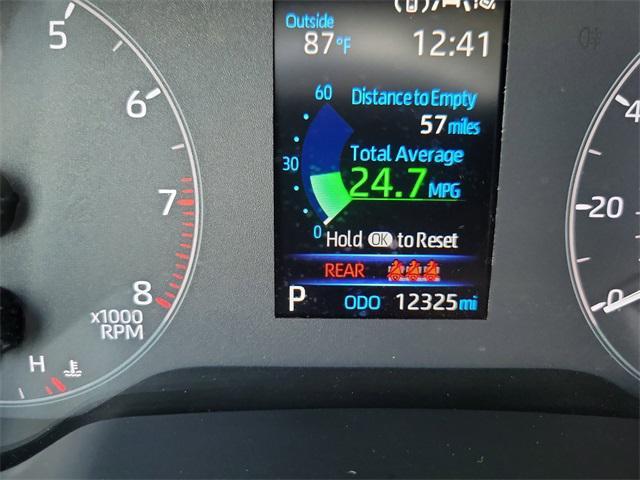 Outside
87°F
12:41
60
Distance to Empty
57 miles
30
Total Average
24.7 MPG
0
Hold OK to Reset
REAR
P
ODO 12325 mi
5
6
7
8
x1000
RPM
H
4
20
0